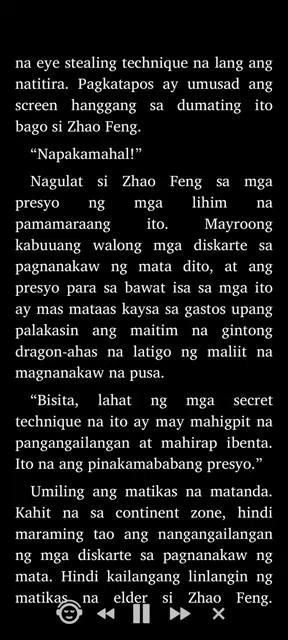 na eye stealing technique na lang ang
natitira. Pagkatapos ay umusad ang
screen hanggang sa dumating ito
bago si Zhao Feng.
“Napakamahal!”
Nagulat si Zhao Feng sa mga
presyo ng mga lihim na
pamamaraang ito. Mayroong
kabuuang walong mga diskarte sa
pagnanakaw ng mata dito, at ang
presyo para sa bawat isa sa mga ito
ay mas mataas kaysa sa gastos upang
palakasin ang maitim na gintong
dragon-ahas na latigo ng maliit na
magnanakaw na pusa.
“Bisita, lahat ng mga secret
technique na ito ay may mahigpit na
pangangailangan at mahirap ibenta.
Ito na ang pinakamababang presyo.”
Umiling ang matikas na matanda.
Kahit na sa continent zone, hindi
maraming tao ang nangangailangan
ng mga diskarte sa pagnanakaw ng
mata. Hindi kailangang linlangin ng
matikas na elder si Zhao Feng.